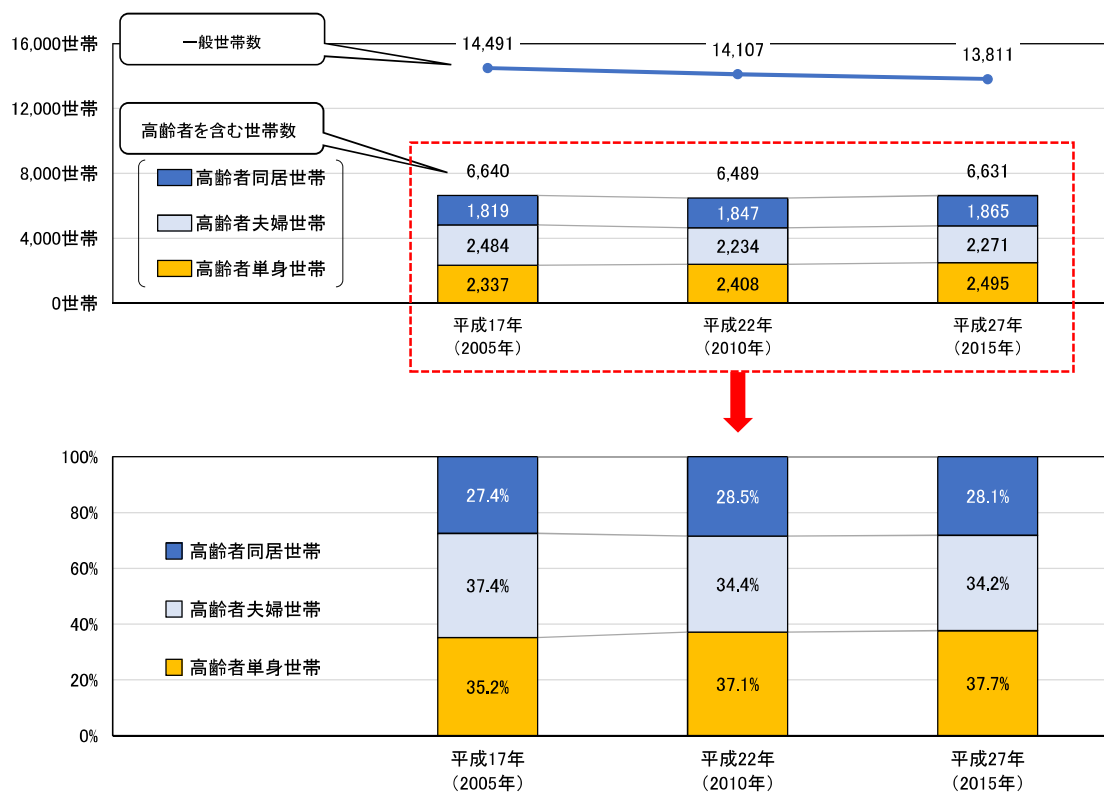 16,000世帯
12,000世帯
8,000世帯
4,000世帯
0世帯
一般世帯数
14,491
14,107
13,811
高齢者を含む世帯数
高齢者同居世帯
高齢者夫婦世帯
高齢者単身世帯
6,640
6,489
6,631
1,819
1,847
1,865
2,484
2,234
2,271
2,337
2,408
2,495
平成17年
（2005年）
平成22年
（2010年）
平成27年
（2015年）
100%
80%
60%
40%
20%
0%
高齢者同居世帯
高齢者夫婦世帯
高齢者単身世帯
27.4%
28.5%
28.1%
37.4%
34.4%
34.2%
35.2%
37.1%
37.7%
平成17年
（2005年）
平成22年
（2010年）
平成27年
（2015年）